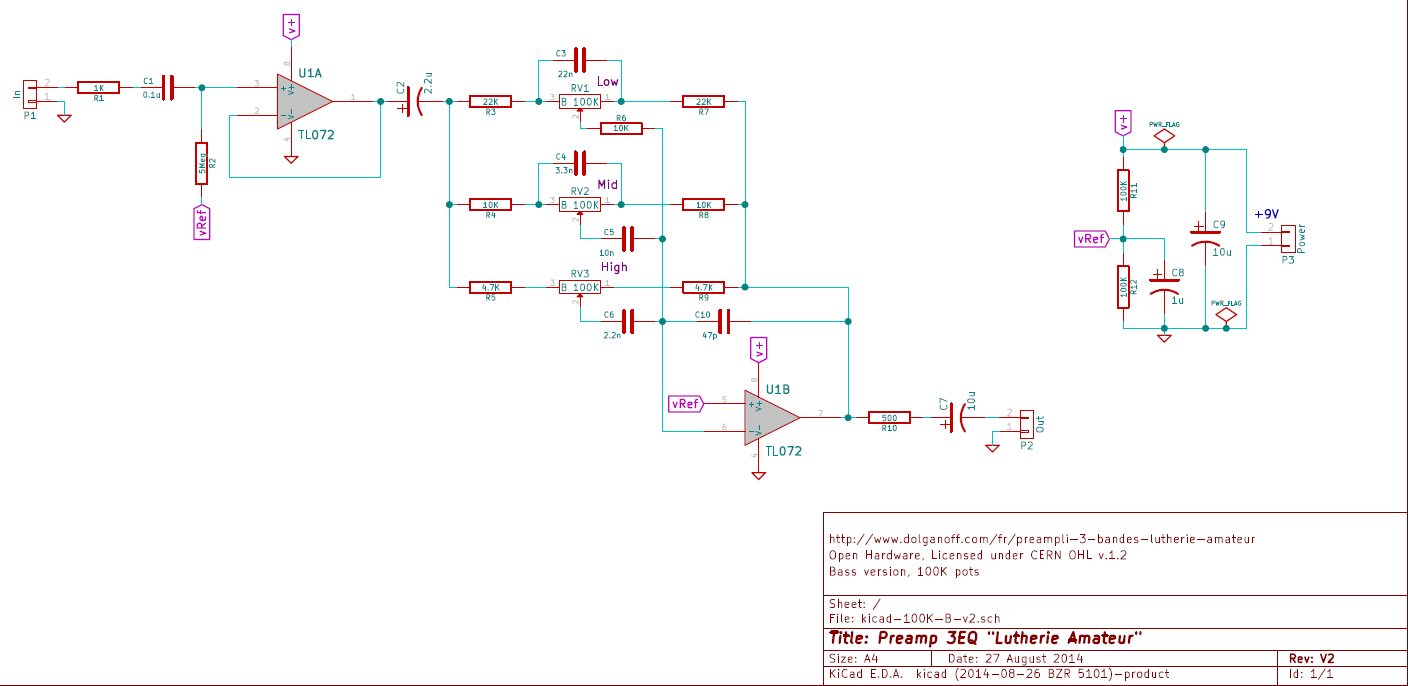 v+
8
U1A
C1
0.1u
1K
R1
In
2
1
P1
3
2
+
V+
-
V-
1
4
TL072
5Meg
R2
vRef
C2
2.2u
C3
22n
Low
RV1
22K
R3
3
B 100K
1
2
22K
R7
R6
10K
C4
3.3n
Mid
RV2
10K
R4
3
B 100K
1
2
10K
R8
C5
10n
High
RV3
4.7K
R5
3
B 100K
1
2
4.7K
R9
C6
2.2n
C10
47p
v+
8
U1B
vRef
5
6
+
V+
-
V-
7
4
TL072
500
R10
C7
10u
2
1
Out
P2
v+
PWR_FLAG
100K
R11
vRef
C9
10u
+9V
2
1
Power
P3
100K
R12
C8
1u
PWR_FLAG
http://www.dolganoff.com/fr/preampli-3-bandes-lutherie-amateur
Open Hardware, Licensed under CERN OHL v.1.2
Bass version, 100K pots
Sheet: /
File: kicad-100K-B-v2.sch
Title: Preamp 3EQ "Lutherie Amateur"
Size: A4
Date: 27 August 2014
Rev: V2
KiCad E.D.A. kicad (2014-08-26 BZR 5101)-product
Id: 1/1